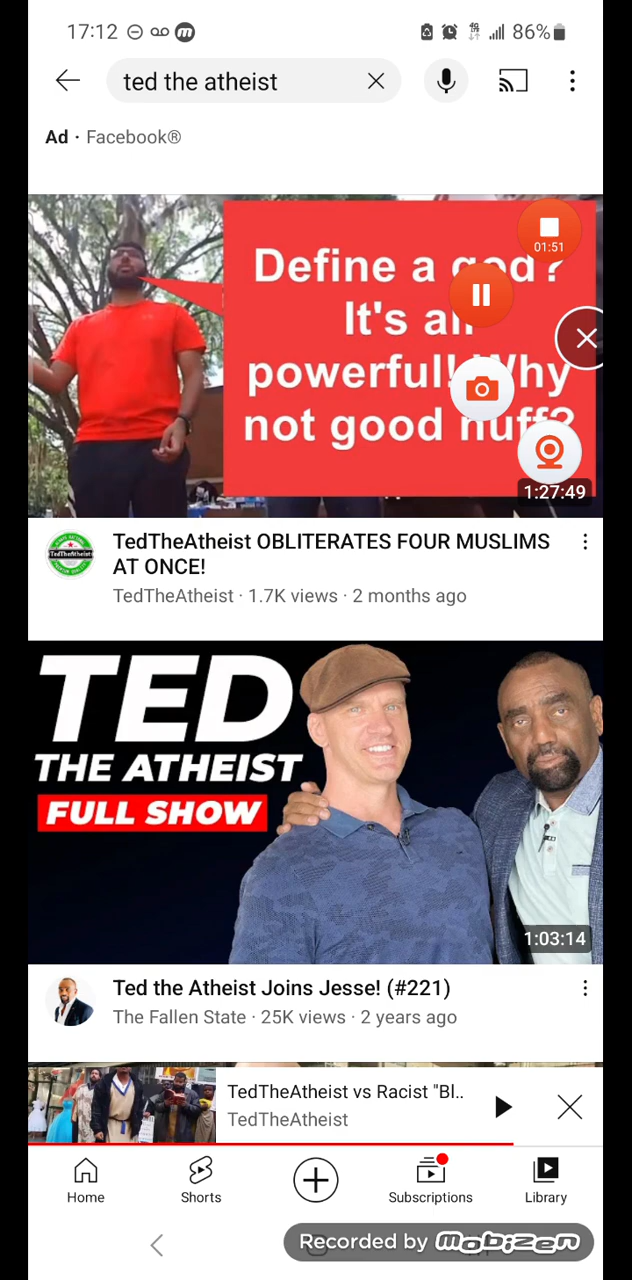 17:12
4G
86%
ted the atheist
Ad · Facebook®
Define a god?
It's all
powerful! Why
not good nuff?
01:51
1:27:49
TedTheAtheist
TedTheAtheist OBLITERATES FOUR MUSLIMS
AT ONCE!
TedTheAtheist · 1.7K views · 2 months ago
TED
THE ATHEIST
FULL SHOW
1:03:14
Ted the Atheist Joins Jesse! (#221)
The Fallen State · 25K views · 2 years ago
TedTheAtheist vs Racist "Bl..
TedTheAtheist
Home
Shorts
Subscriptions
Library
Recorded by mobizen